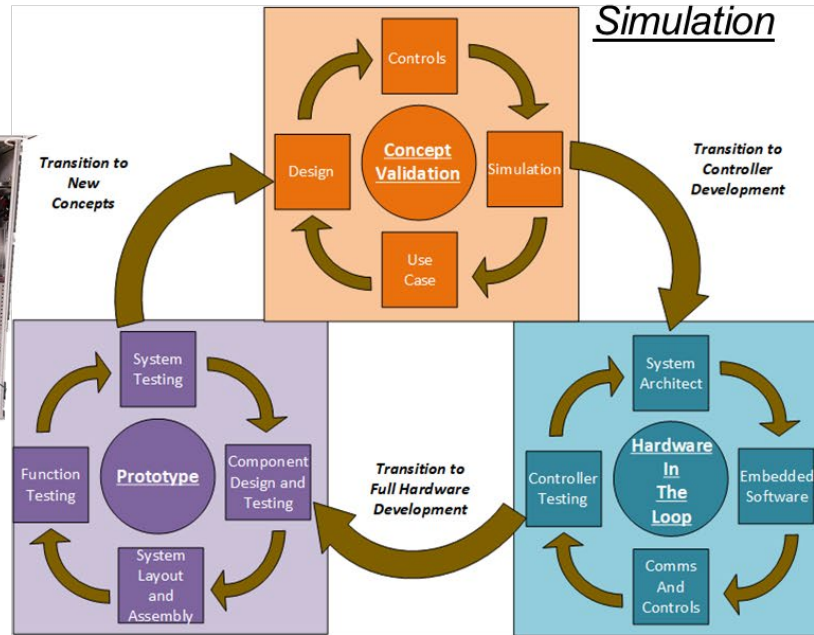 Simulation
Controls
Transition to
New
Concepts
Concept
Validation
Transition to
Controller
Development
Design
Simulation
Use
Case
System
Testing
System
Architect
Function
Testing
Prototype
Component
Design and
Testing
Transition to
Full Hardware
Development
Controller
Testing
Hardware
In
The
Loop
Embedded
Software
System
Layout
and
Assembly
Comms
And
Controls